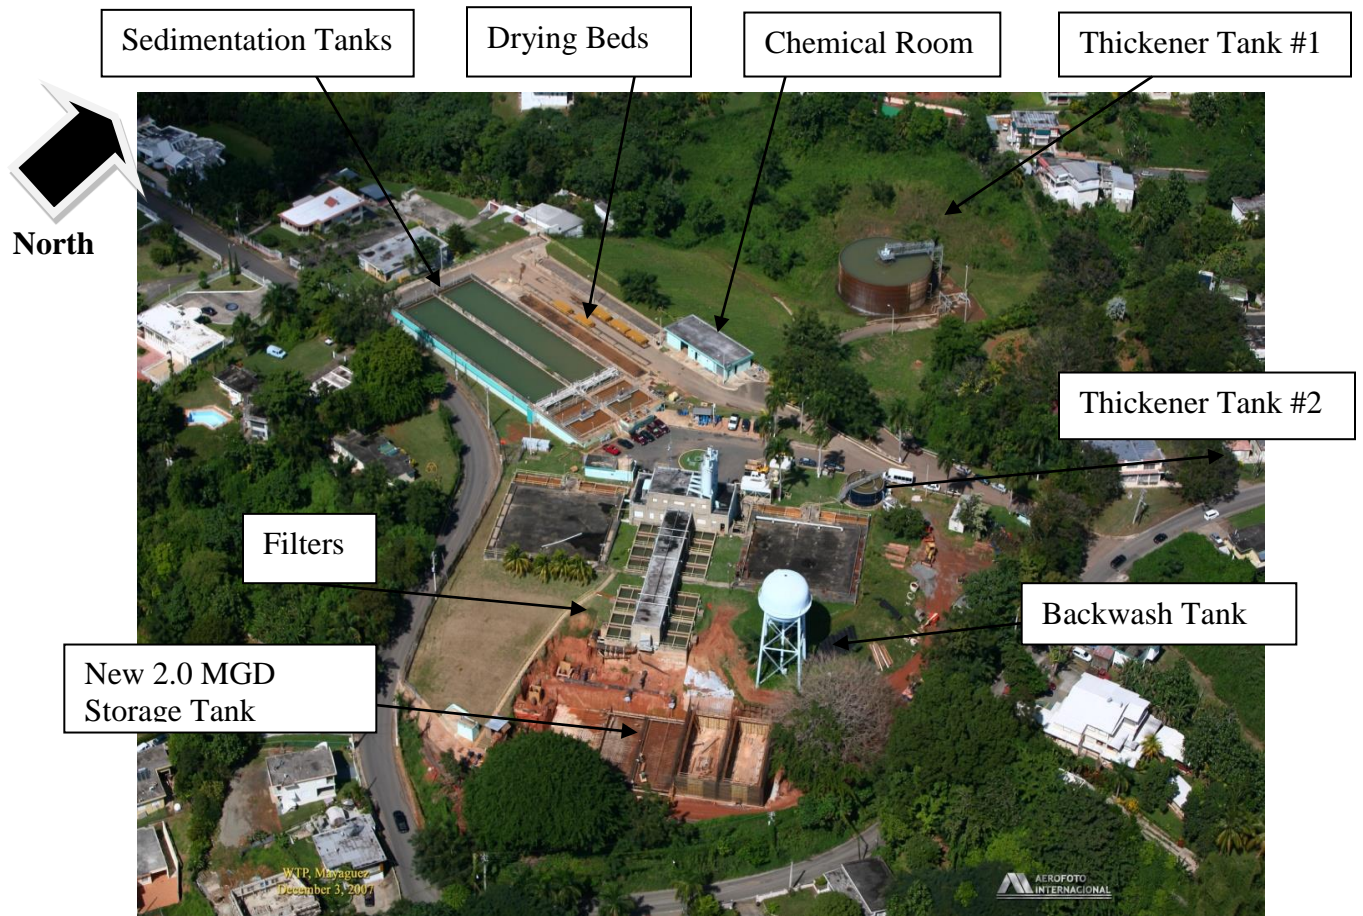 Sedimentation Tanks
Drying Beds
Chemical Room
Thickener Tank #1
North
Thickener Tank #2
Filters
Backwash Tank
New 2.0 MGD
Storage Tank
WTP, Mayaguez
December 3, 2007
AEROFOTO
INTERNACIONAL